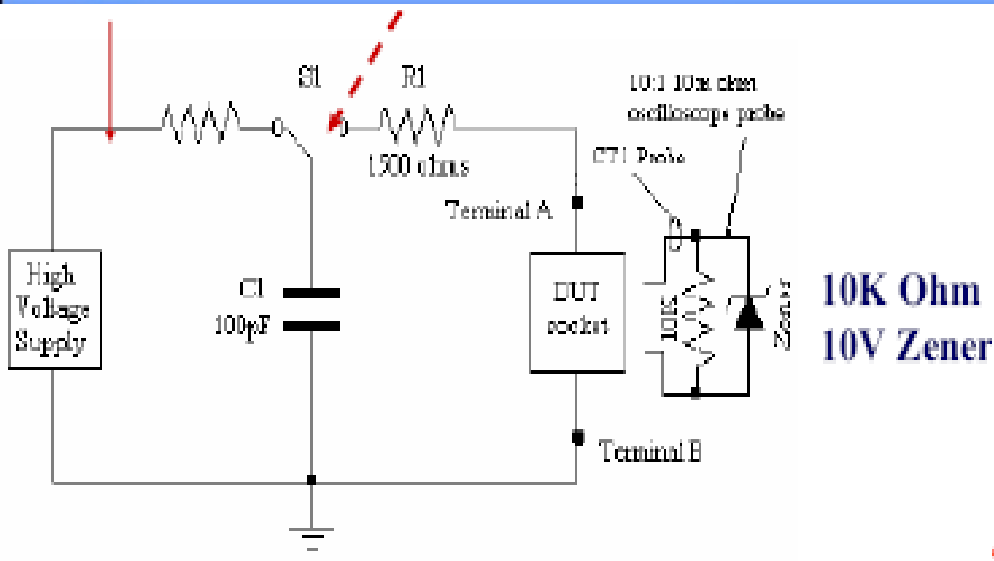 S1
R1
1500 ohms
10:1 10m ohm
oscilloscope probe
CT1 Probe
Terminal A
High
Voltage
Supply
C1
100pF
DUT
socket
10K
Zener
10K Ohm
10V Zener
Terminal B